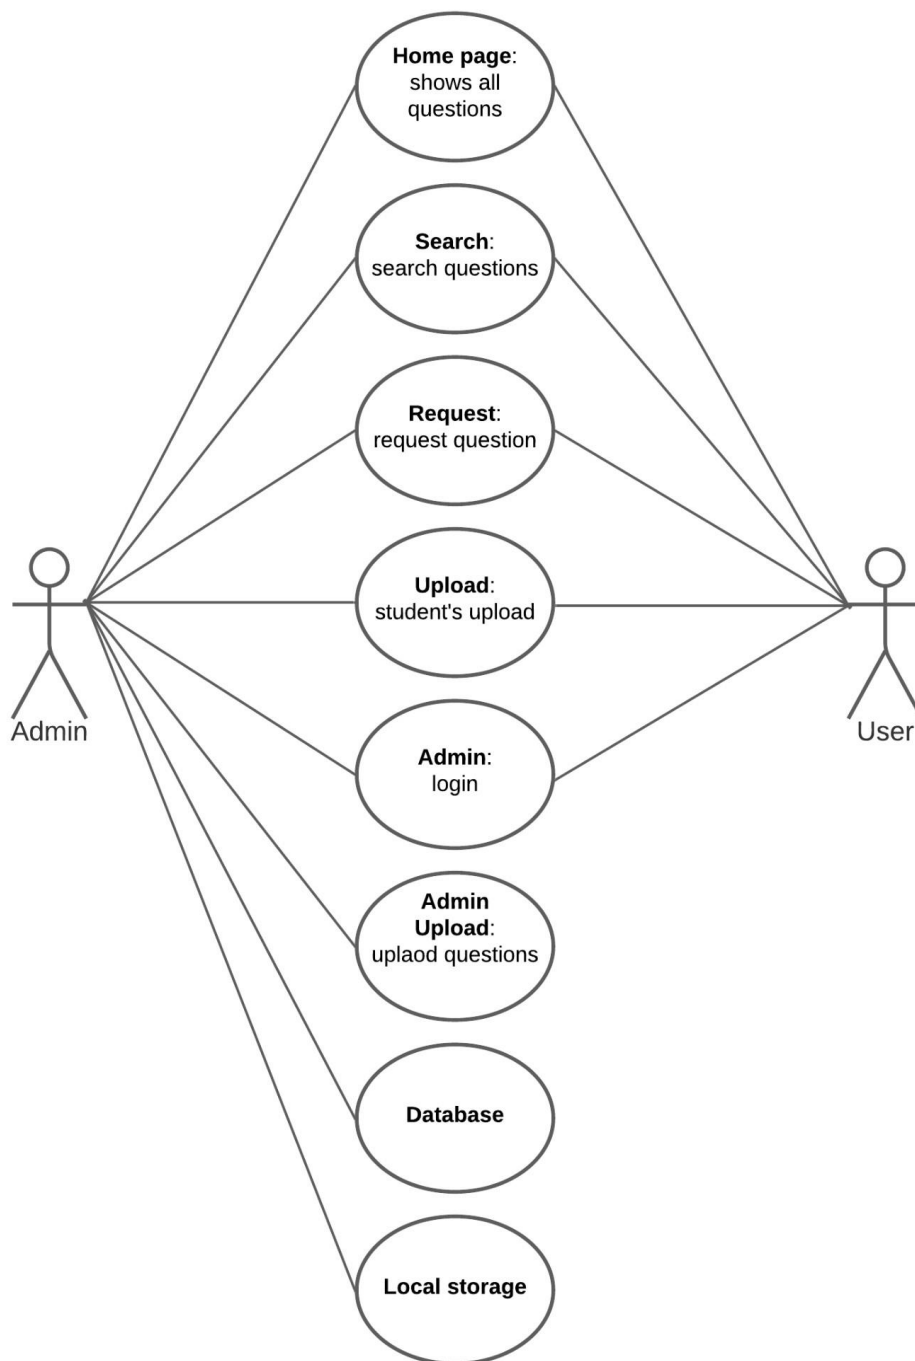 Home page:
shows all
questions
Search:
search questions
Request:
request question
Upload:
student's upload
Admin
User
Admin:
login
Admin
Upload:
uplaod questions
Database
Local storage